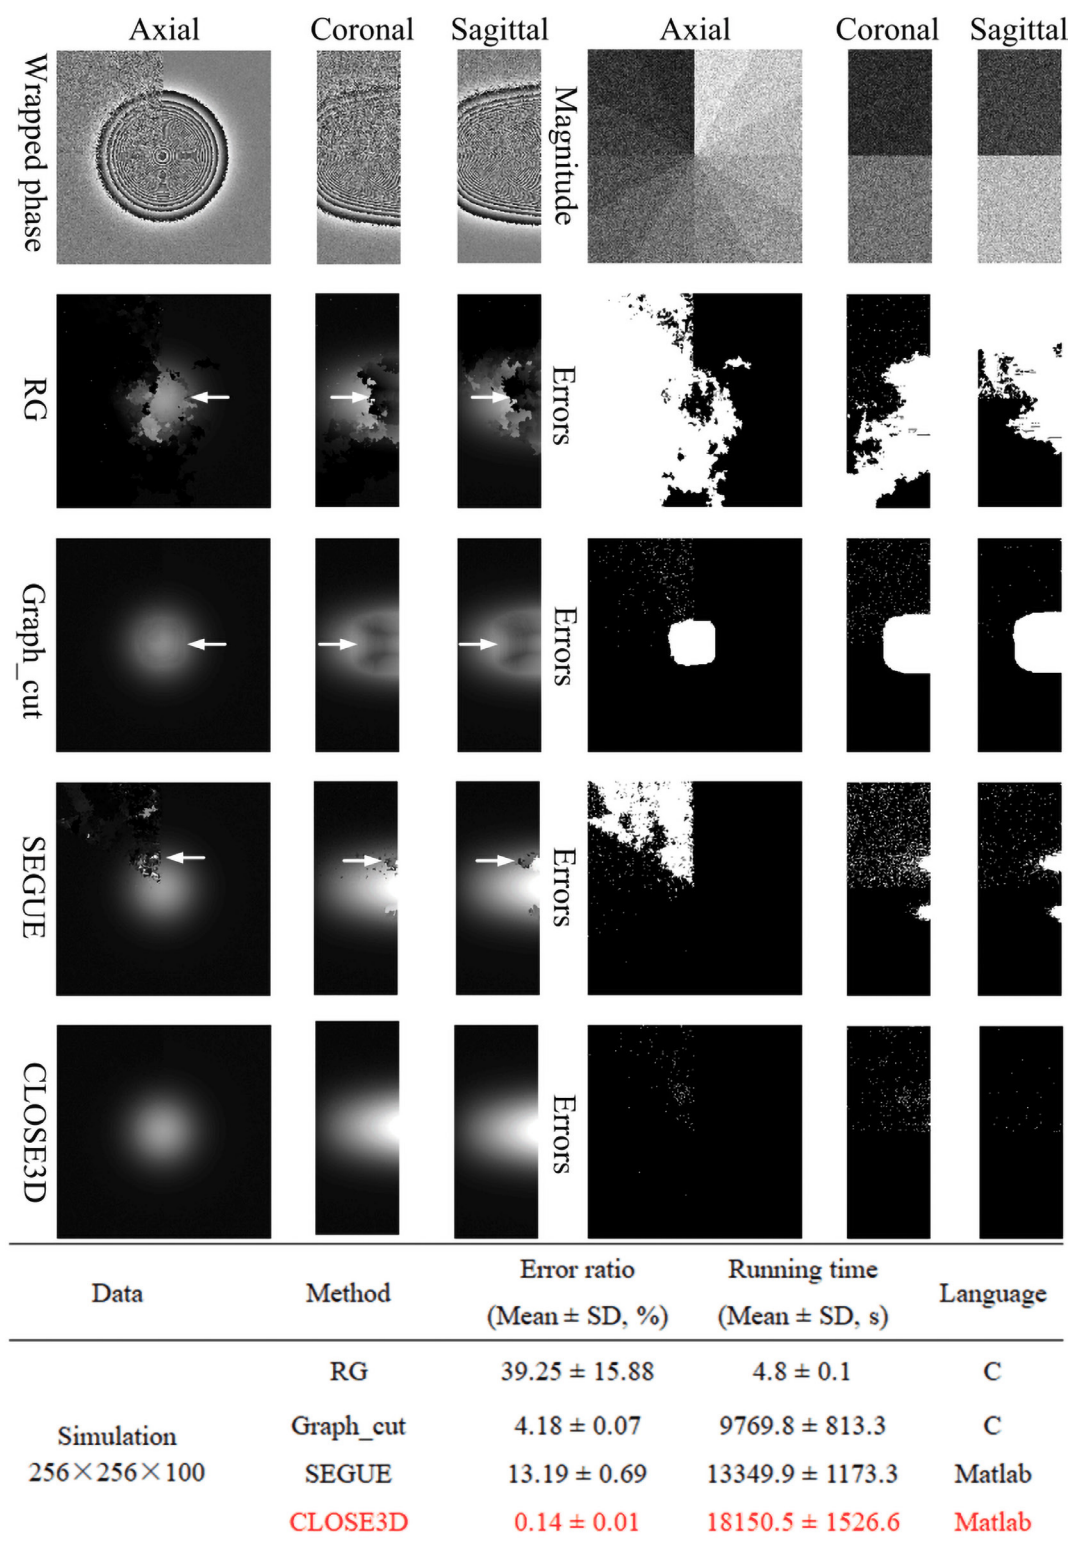 Axial Coronal Sagittal Axial Coronal Sagittal
Wrapped phase
Magnitude
RG
Errors
Graph_cut
Errors
SEGUE
Errors
CLOSE3D
Errors
Data Method Error ratio (Mean ± SD, %) Running time (Mean ± SD, s) Language
Simulation 256×256×100
RG 39.25 ± 15.88 4.8 ± 0.1 C
Graph_cut 4.18 ± 0.07 9769.8 ± 813.3 C
SEGUE 13.19 ± 0.69 13349.9 ± 1173.3 Matlab
CLOSE3D 0.14 ± 0.01 18150.5 ± 1526.6 Matlab